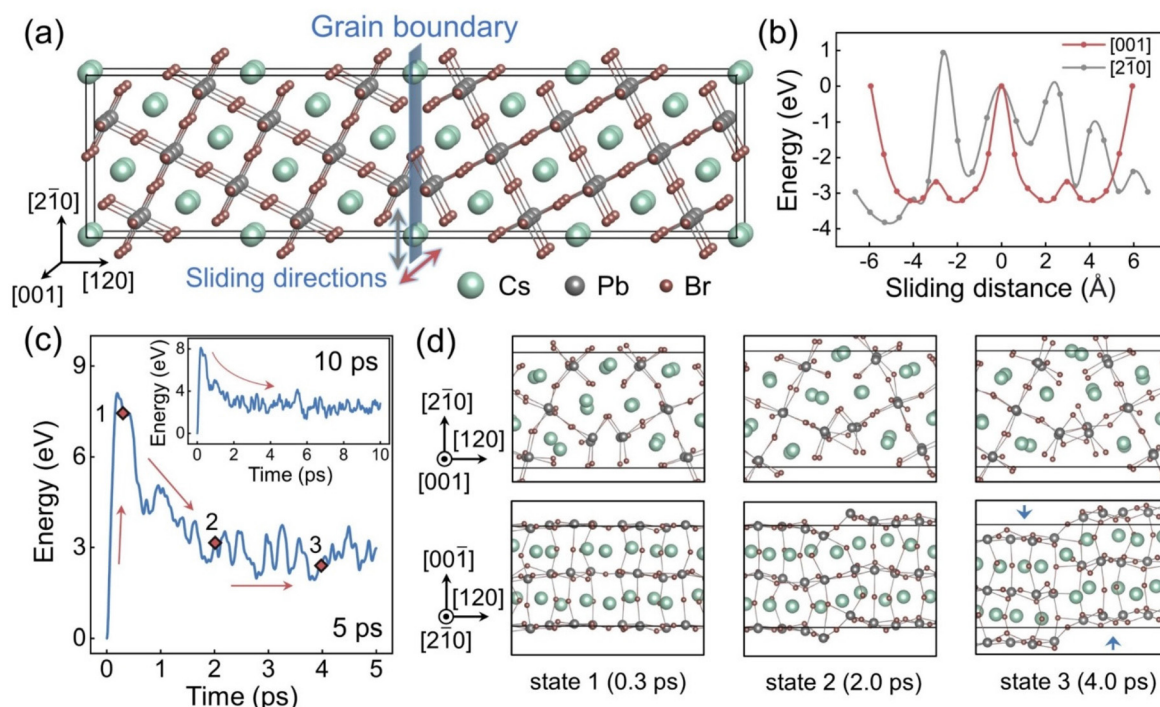 (a)
Grain boundary
[21̄0]
[120]
[001]
Sliding directions
Cs
Pb
Br
(b)
[001]
[21̄0]
Energy (eV)
1
0
-1
-2
-3
-4
-6
-4
-2
0
2
4
6
Sliding distance (Å)
(c)
Energy (eV)
9
6
3
0
1
2
3
5 ps
0
1
2
3
4
5
Time (ps)
10 ps
Energy (eV)
8
4
0
0
2
4
6
8
10
Time (ps)
(d)
[21̄0]
[120]
[001]
[001̄]
[120]
[21̄0]
state 1 (0.3 ps)
state 2 (2.0 ps)
state 3 (4.0 ps)